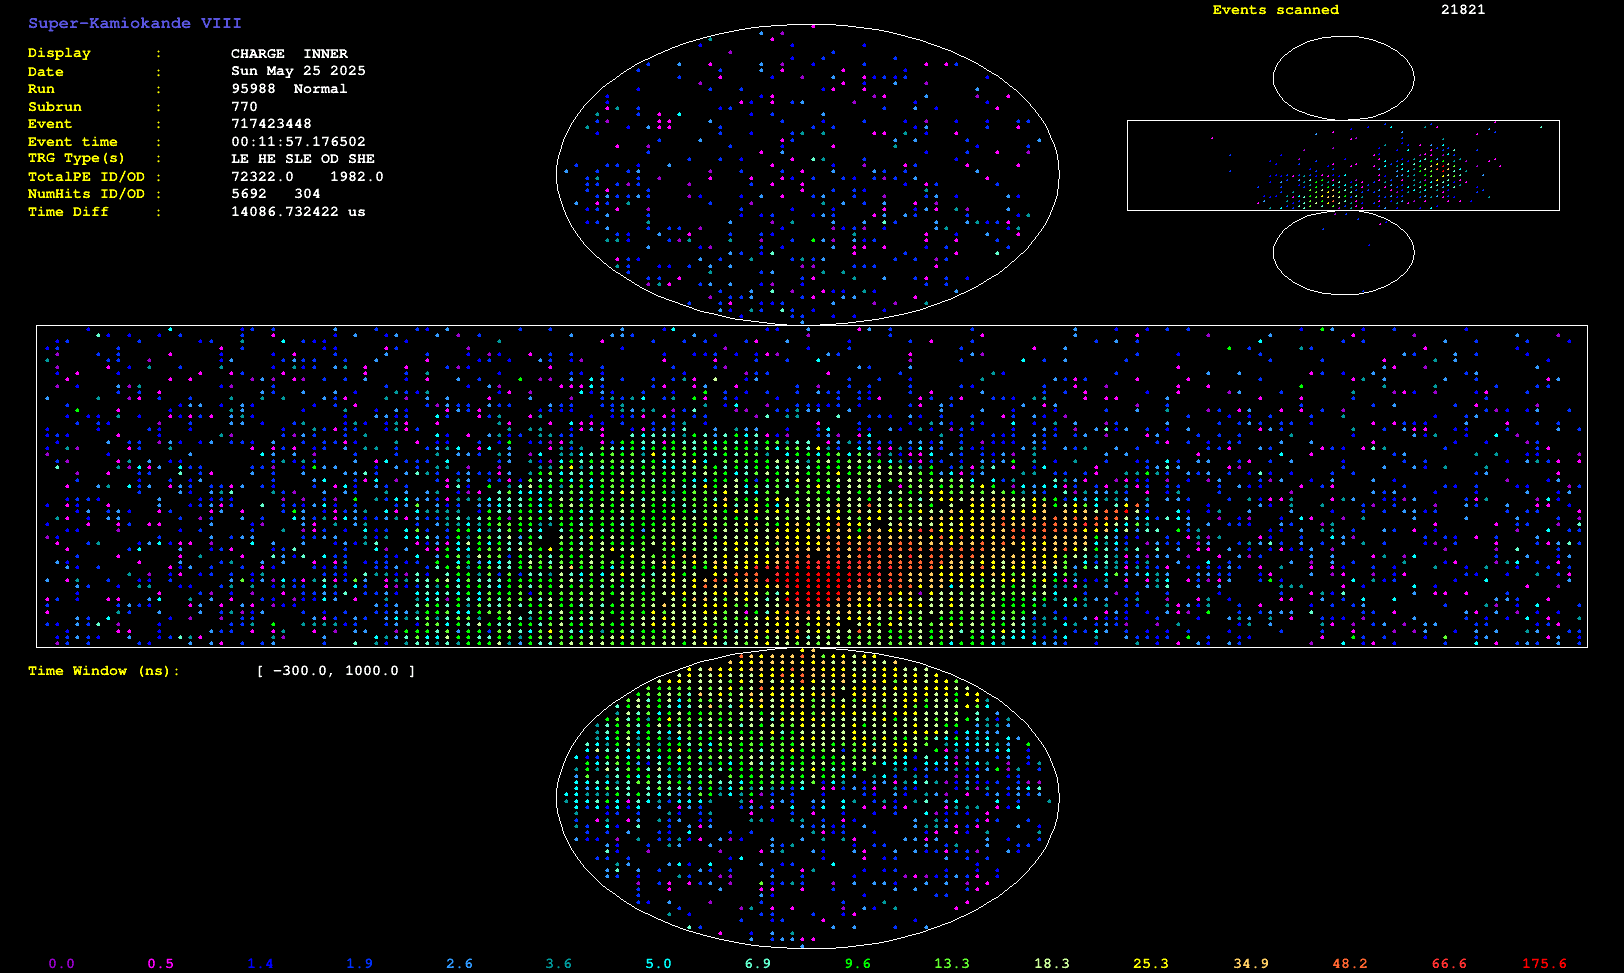 Super-Kamiokande VIII
Events scanned 21821
Display : CHARGE INNER
Date : Sun May 25 2025
Run : 95988 Normal
Subrun : 770
Event : 717423448
Event time : 00:11:57.176502
TRG Type(s) : LE HE SLE OD SHE
TotalPE ID/OD : 72322.0 1982.0
NumHits ID/OD : 5692 304
Time Diff : 14086.732422 us
Time Window (ns): [ -300.0, 1000.0 ]
0.0 0.5 1.4 1.9 2.6 3.6 5.0 6.9 9.6 13.3 18.3 25.3 34.9 48.2 66.6 175.6